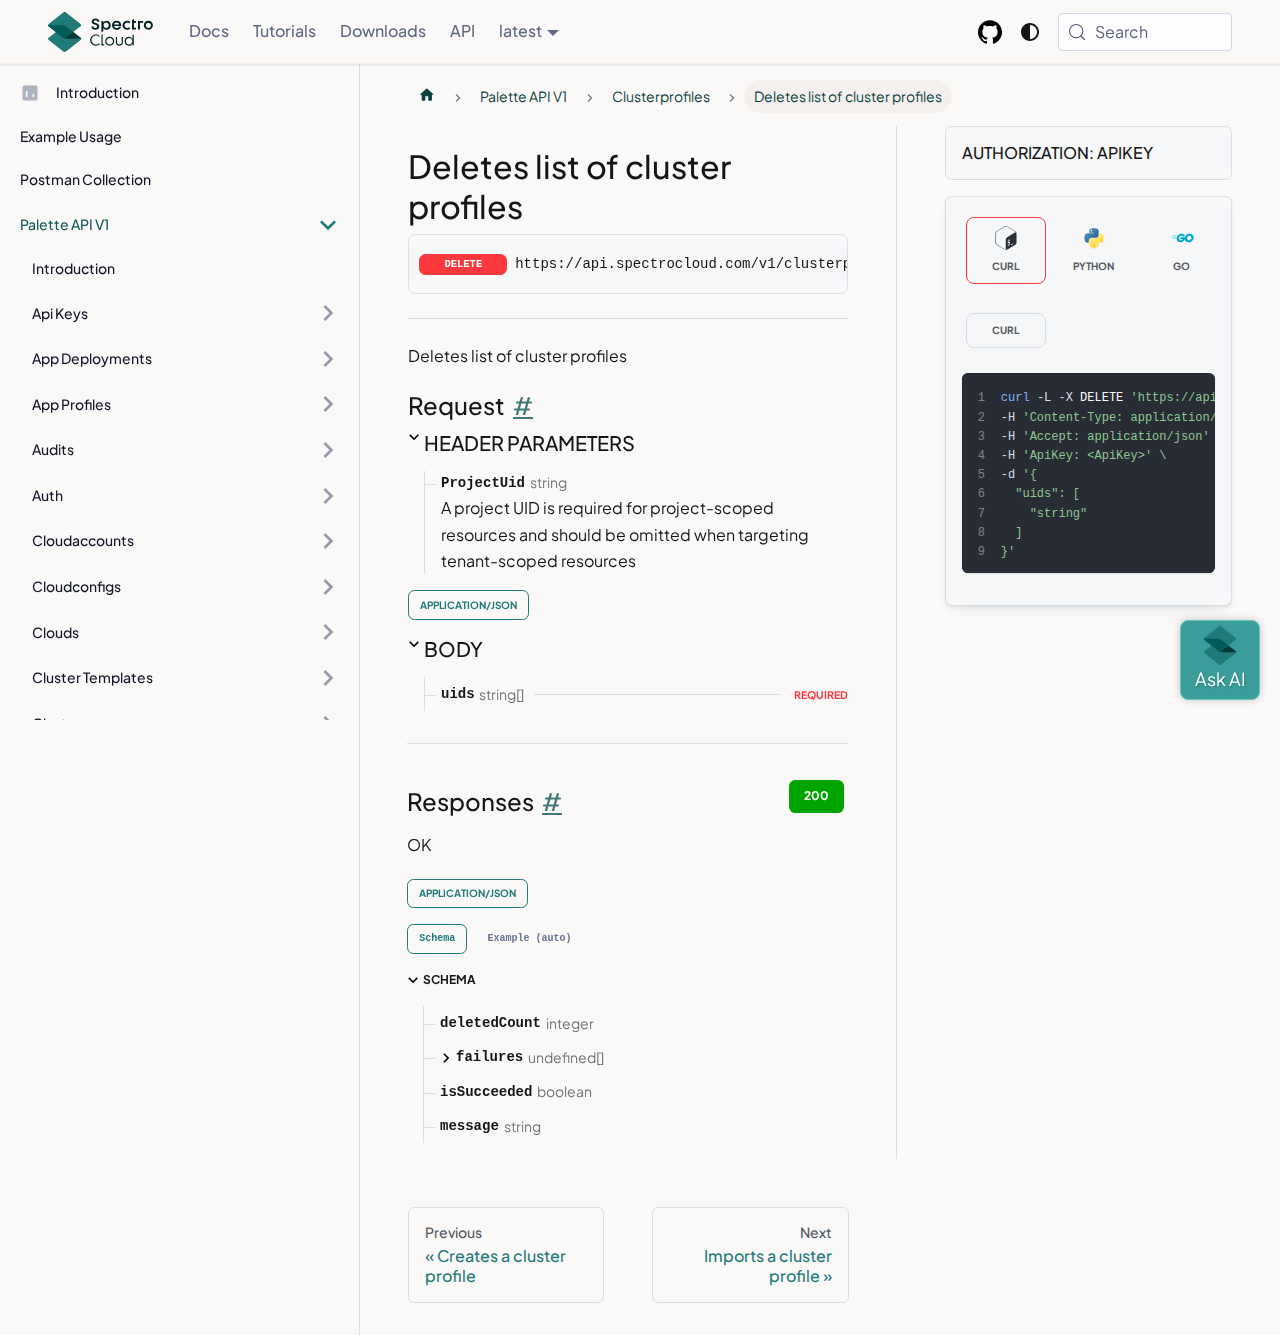 Spectro Cloud
Docs
Tutorials
Downloads
API
latest
Search
Introduction
Example Usage
Postman Collection
Palette API V1
Introduction
Api Keys
App Deployments
App Profiles
Audits
Auth
Cloudaccounts
Cloudconfigs
Clouds
Cluster Templates
Palette API V1
Clusterprofiles
Deletes list of cluster profiles
Deletes list of cluster
profiles
DELETE https://api.spectrocloud.com/v1/clusterp
Deletes list of cluster profiles
Request #
HEADER PARAMETERS
ProjectUid string
A project UID is required for project-scoped
resources and should be omitted when targeting
tenant-scoped resources
APPLICATION/JSON
BODY
uids string[] REQUIRED
Responses #
200
OK
APPLICATION/JSON
Schema
Example (auto)
SCHEMA
deletedCount integer
failures undefined[]
isSucceeded boolean
message string
Previous
« Creates a cluster
profile
Next
Imports a cluster
profile »
AUTHORIZATION: APIKEY
CURL
PYTHON
GO
CURL
1 curl -L -X DELETE 'https://api
2 -H 'Content-Type: application/
3 -H 'Accept: application/json'
4 -H 'ApiKey: <ApiKey>' \
5 -d '{
6 "uids": [
7 "string"
8 ]
9 }'
Ask AI